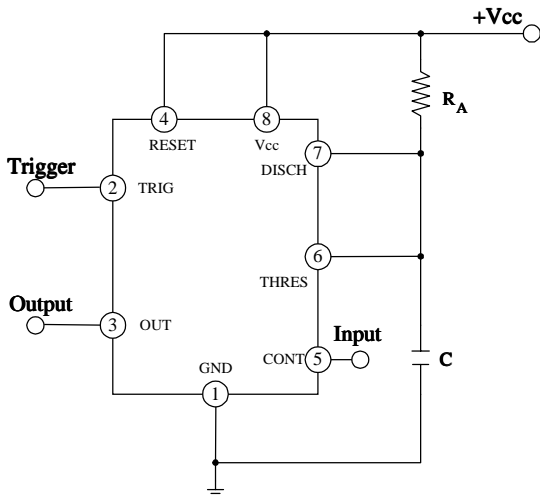 +Vcc
R_A
4
8
RESET
Vcc
7
DISCH
Trigger
2
TRIG
6
THRES
Output
3
OUT
Input
GND
CONT
5
C
1